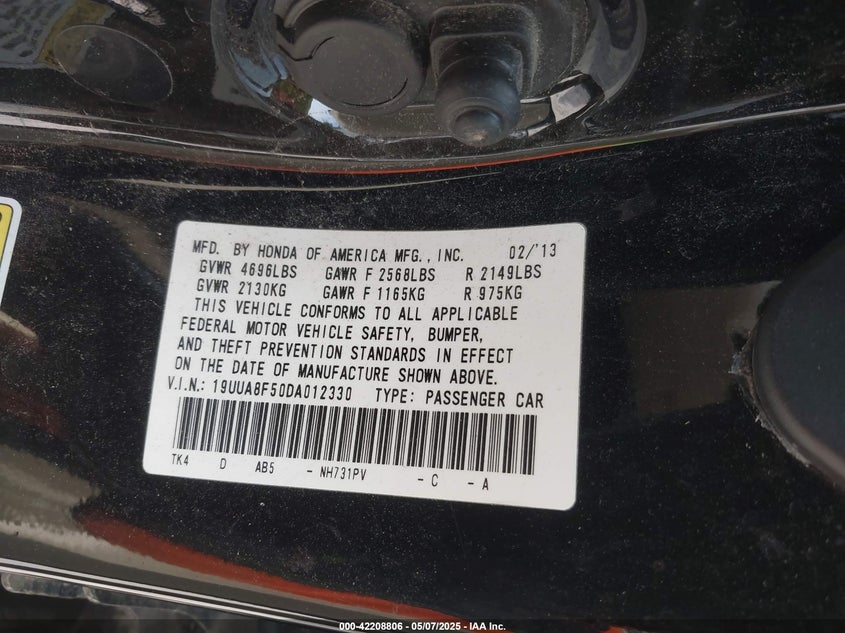 MFD. BY HONDA OF AMERICA MFG., INC. 02/'13
GVWR 4696LBS GAWR F 2568LBS R 2149LBS
GVWR 2130KG GAWR F 1165KG R 975KG
THIS VEHICLE CONFORMS TO ALL APPLICABLE
FEDERAL MOTOR VEHICLE SAFETY, BUMPER,
AND THEFT PREVENTION STANDARDS IN EFFECT
ON THE DATE OF MANUFACTURE SHOWN ABOVE.
V.I.N.: 19UUA8F50DA012330 TYPE: PASSENGER CAR
TK4 D AB5 - NH731PV - C - A
000-42208806 - 05/07/2025 - IAA Inc.